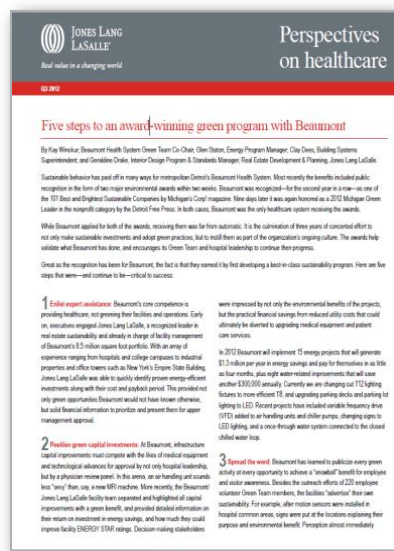 JONES LANG
LASALLE®
Real value in a changing world
Perspectives
on healthcare
Q3 2012
Five steps to an award-winning green program with Beaumont
By Kay Winokur, Beaumont Health System Green Team Co-Chair, Glen Staton, Energy Program Manager; Clay Dees, Building Systems
Superintendent; and Geraldine Drake, Interior Design Program & Standards Manager, Real Estate Development & Planning, Jones Lang LaSalle.
Sustainable behavior has paid off in many ways for metropolitan Detroit's Beaumont Health System. Most recently the benefits included public
recognition in the form of two major environmental awards within two weeks. Beaumont was recognized—for the second year in a row—as one of
the 101 Best and Brightest Sustainable Companies by Michigan's Corp! magazine. Nine days later it was again honored as a 2012 Michigan Green
Leader in the nonprofit category by the Detroit Free Press. In both cases, Beaumont was the only healthcare system receiving the awards.
While Beaumont applied for both of the awards, receiving them was far from automatic. It is the culmination of three years of concerted effort to
not only make sustainability investments and adopt green practices, but to instill them as part of the organization's ongoing culture. The awards help
validate what Beaumont has done, and encourages its Green Team and hospital leadership to continue their progress.
Great as the recognition has been for Beaumont, the fact is that they earned it by first developing a best-in-class sustainability program. Here are five
steps that were—and continue to be—critical to success:
1 Enlist expert assistance: Beaumont's core competence is
providing healthcare, not greening their facilities and operations. Early
on, executives engaged Jones Lang LaSalle, a recognized leader in
real estate sustainability and already in charge of facility management
of Beaumont's 8.5 million square foot portfolio. With an array of
experience ranging from hospitals and college campuses to industrial
properties and office towers such as New York's Empire State Building,
Jones Lang LaSalle was able to quickly identify proven energy-efficient
investments along with their cost and payback period. This provided not
only green opportunities Beaumont would not have known otherwise,
but solid financial information to prioritize and present them for upper
management approval.
2 Position green capital investments: At Beaumont, infrastructure
capital improvements must compete with the likes of medical equipment
and technological advances for approval by not only hospital leadership,
but by a physician review panel. In this arena, an air handling unit sounds
less "sexy" than, say, a new MRI machine. More recently, the Beaumont/
Jones Lang LaSalle facility team separated and highlighted all capital
improvements with a green benefit, and provided detailed information on
their return on investment in energy savings, and how much they could
improve facility ENERGY STAR ratings. Decision-making stakeholders
were impressed by not only the environmental benefits of the projects,
but the practical financial savings from reduced utility costs that could
ultimately be diverted to upgrading medical equipment and patient
care services.
In 2012 Beaumont will implement 15 energy projects that will generate
$1.3 million per year in energy savings and pay for themselves in as little
as four months, plus eight water-related improvements that will save
another $300,000 annually. Currently we are changing out T12 lighting
fixtures to more efficient T8, and upgrading parking decks and parking lot
lighting to LED. Recent projects have included variable frequency drive
(VFD) added to air handling units and chiller pumps, changing signs to
LED lighting, and a once-through water system connected to the closed
chilled water loop.
3 Spread the word: Beaumont has learned to publicize every green
activity at every opportunity to achieve a "snowball" benefit for employee
and visitor awareness. Besides the outreach efforts of 220 employee
volunteer Green Team members, the facilities "advertise" their own
sustainability. For example, after motion sensors were installed in
hospital common areas, signs were put at the locations explaining their
purpose and environmental benefit. Perception almost immediately